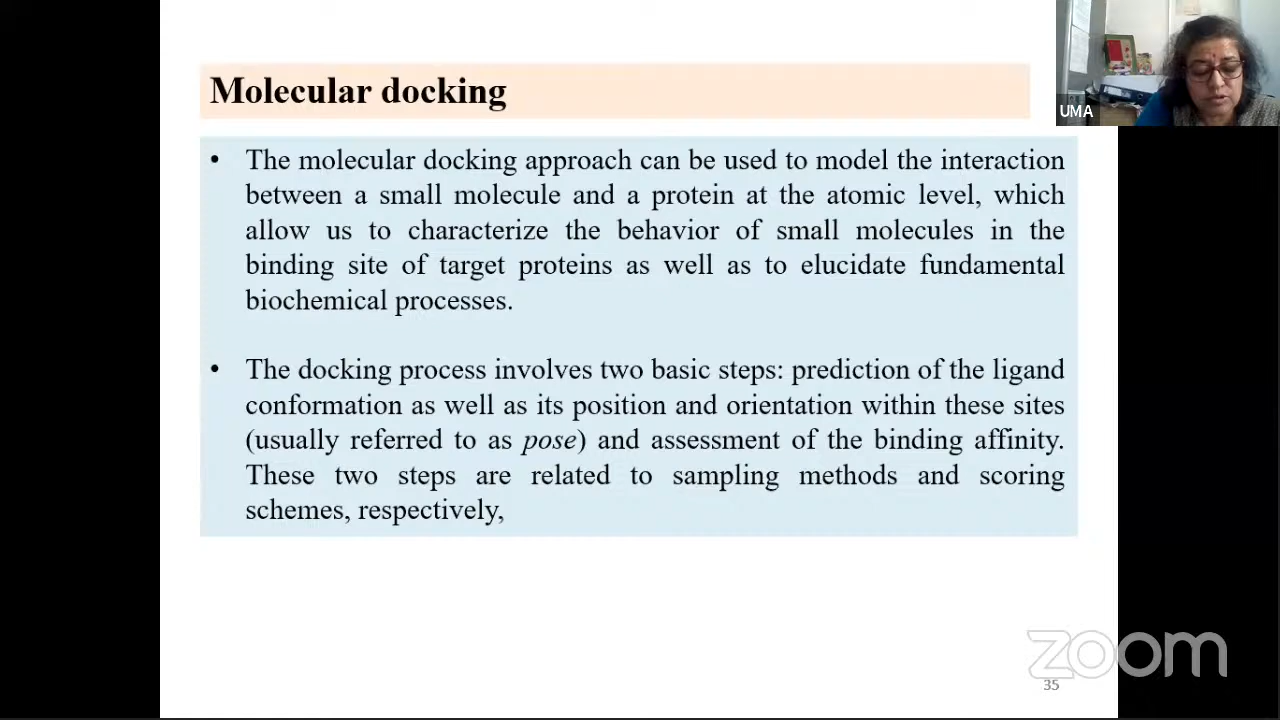 Molecular docking
UMA
• The molecular docking approach can be used to model the interaction
between a small molecule and a protein at the atomic level, which
allow us to characterize the behavior of small molecules in the
binding site of target proteins as well as to elucidate fundamental
biochemical processes.
• The docking process involves two basic steps: prediction of the ligand
conformation as well as its position and orientation within these sites
(usually referred to as pose) and assessment of the binding affinity.
These two steps are related to sampling methods and scoring
schemes, respectively,
zoom
35